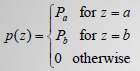 p(z) = { P_a for z = a
P_b for z = b
0 otherwise